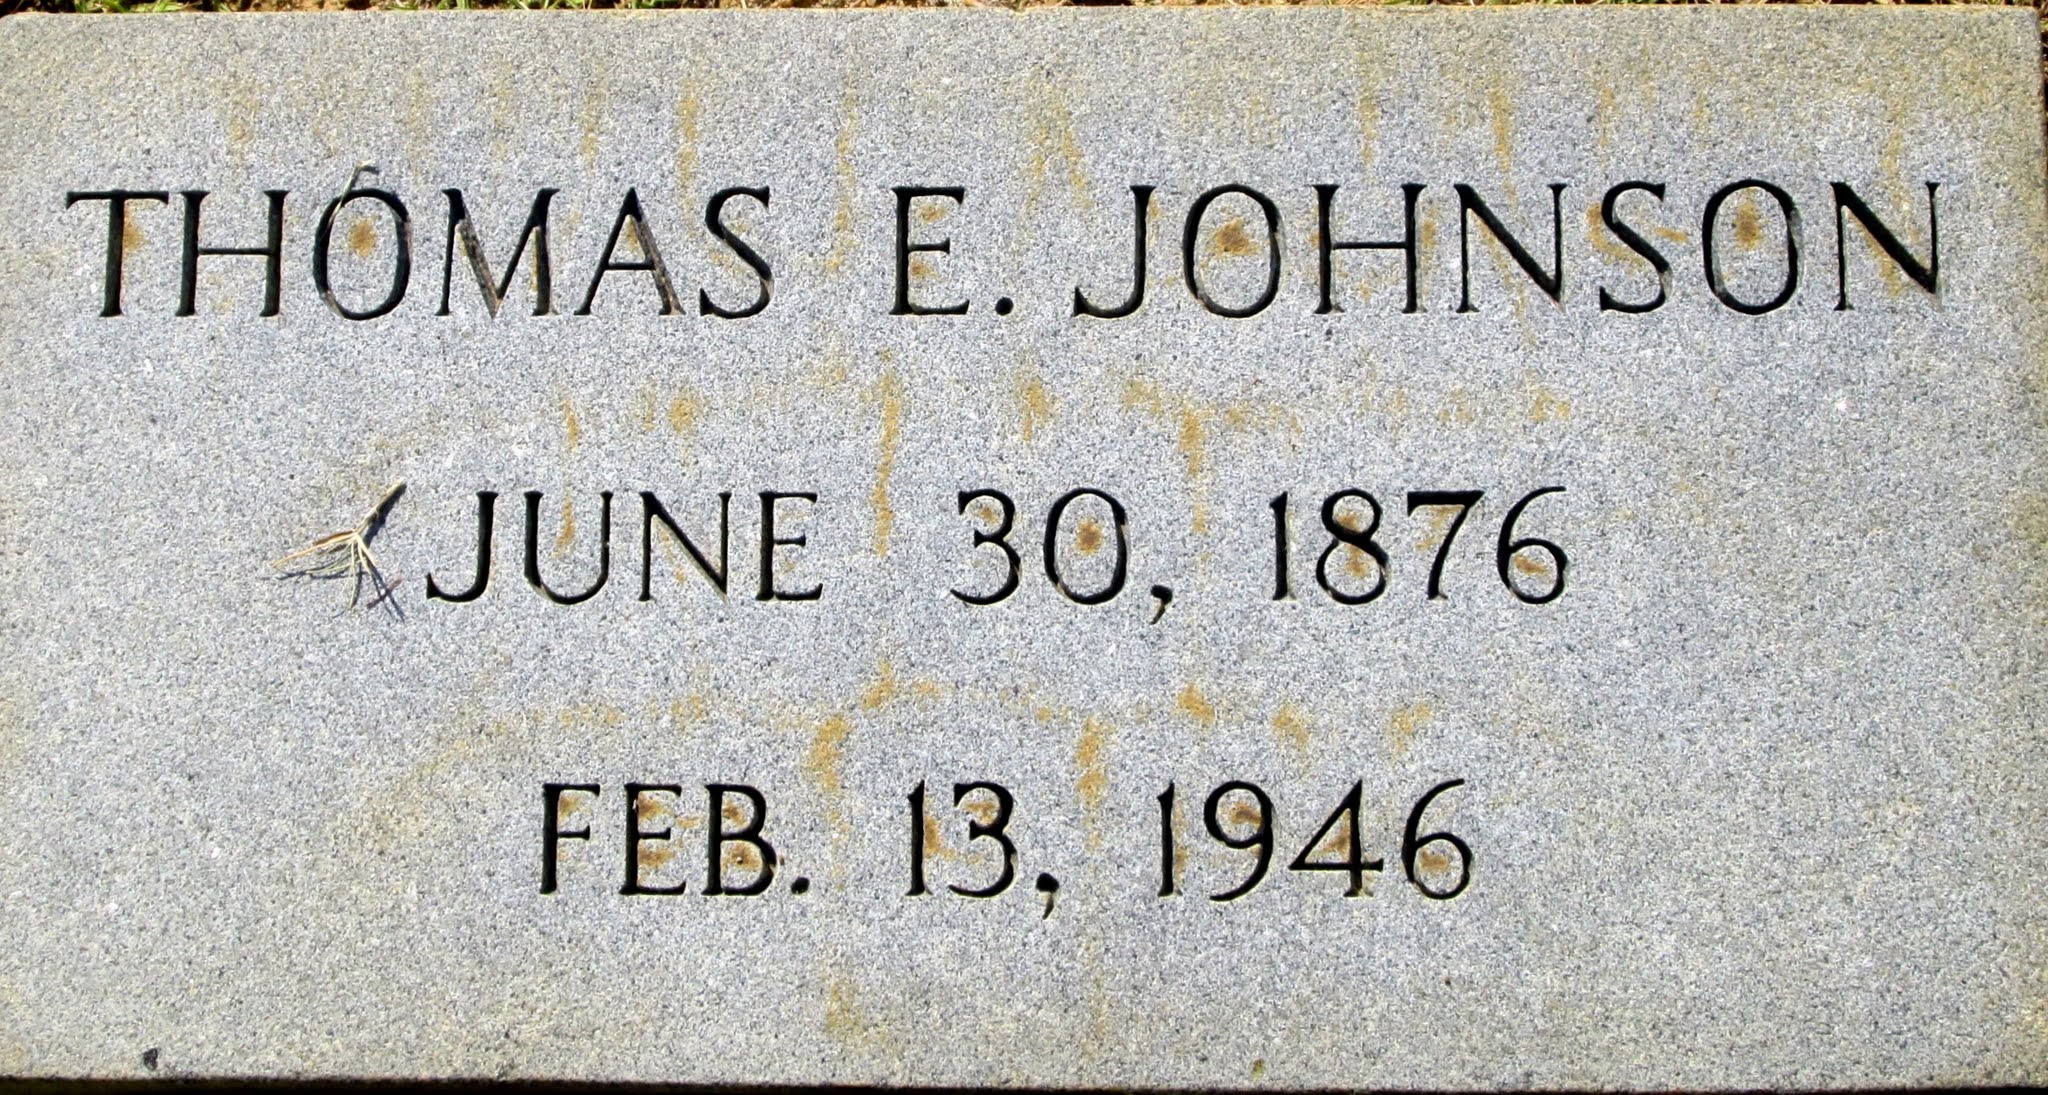 THOMAS E. JOHNSON
JUNE 30, 1876
FEB. 13, 1946